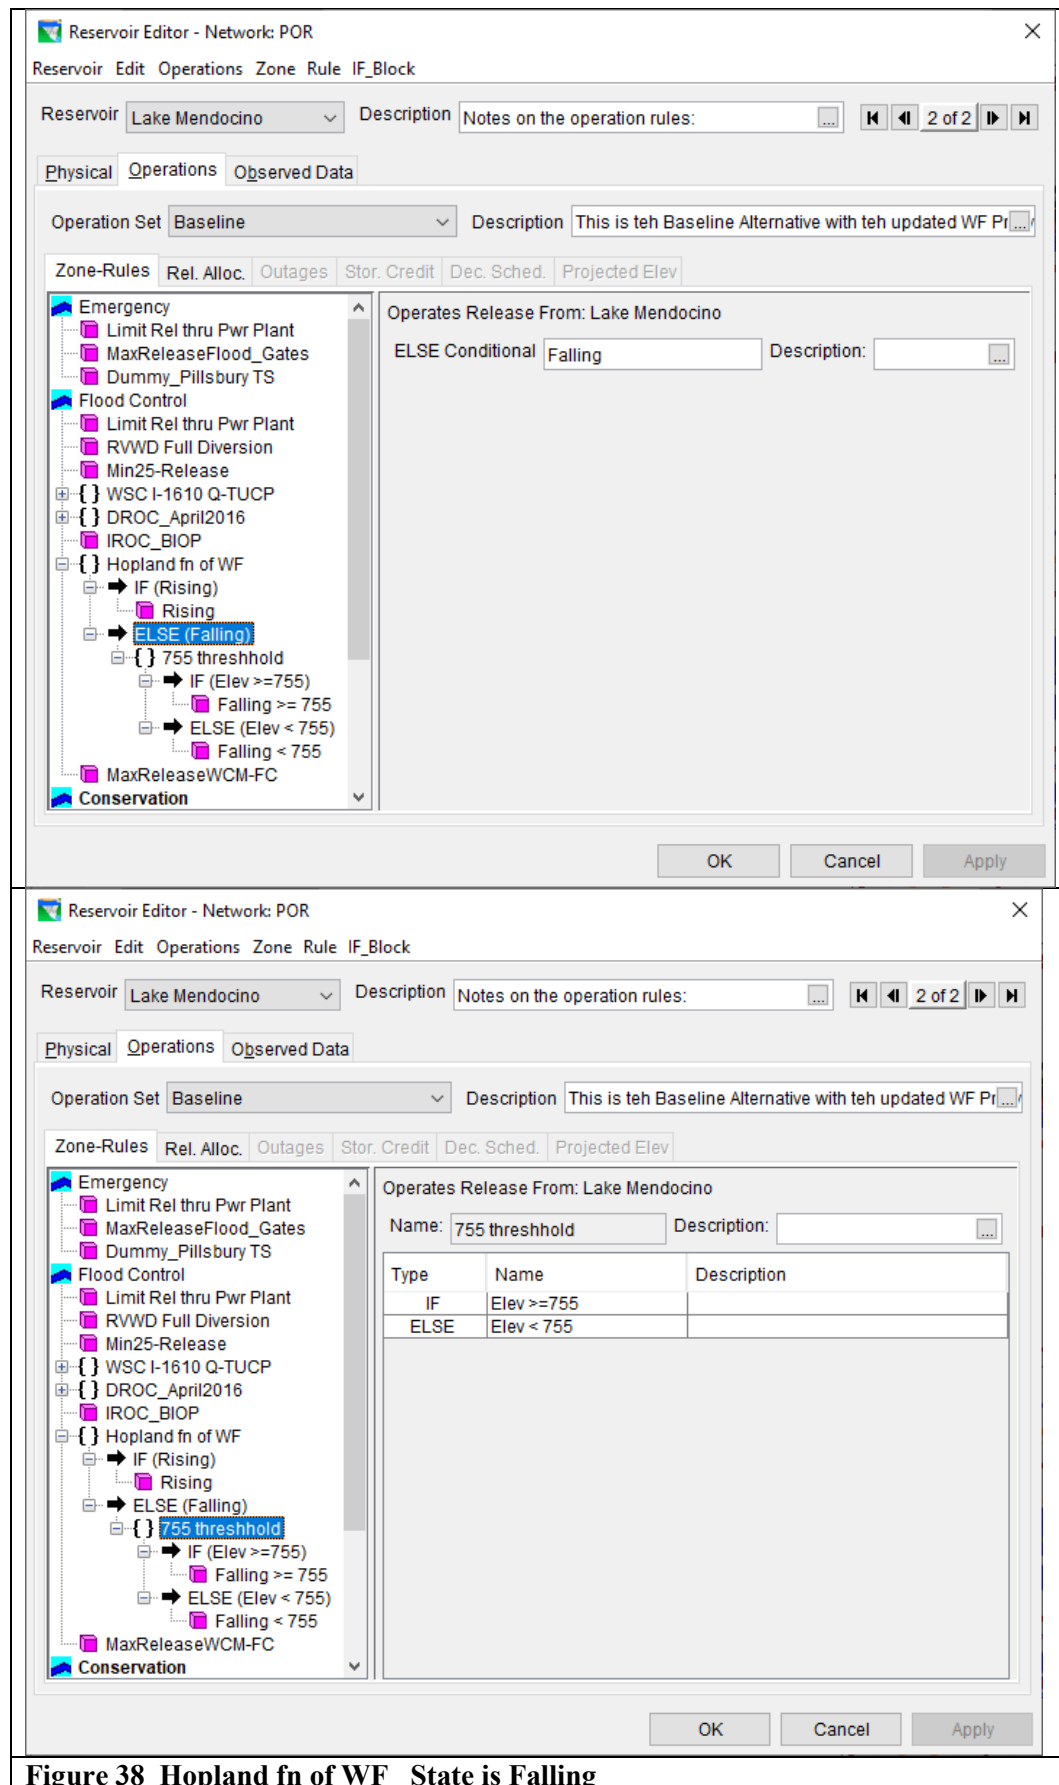 Reservoir Editor - Network: POR
Reservoir Edit Operations Zone Rule IF_Block
Reservoir Lake Mendocino Description Notes on the operation rules: ... 2 of 2
Physical Operations Observed Data
Operation Set Baseline Description This is teh Baseline Alternative with teh updated WF Pr ...
Zone-Rules Rel. Alloc. Outages Stor. Credit Dec. Sched. Projected Elev
Emergency
Limit Rel thru Pwr Plant
MaxReleaseFlood_Gates
Dummy_Pillsbury TS
Flood Control
Limit Rel thru Pwr Plant
RVWD Full Diversion
Min25-Release
{ } WSC I-1610 Q-TUCP
{ } DROC_April2016
IROC_BIOP
{ } Hopland fn of WF
IF (Rising)
Rising
ELSE (Falling)
{ } 755 threshhold
IF (Elev >=755)
Falling >= 755
ELSE (Elev < 755)
Falling < 755
MaxReleaseWCM-FC
Conservation
Operates Release From: Lake Mendocino
ELSE Conditional Falling Description: ...
OK Cancel Apply
Reservoir Editor - Network: POR
Reservoir Edit Operations Zone Rule IF_Block
Reservoir Lake Mendocino Description Notes on the operation rules: ... 2 of 2
Physical Operations Observed Data
Operation Set Baseline Description This is teh Baseline Alternative with teh updated WF Pr ...
Zone-Rules Rel. Alloc. Outages Stor. Credit Dec. Sched. Projected Elev
Emergency
Limit Rel thru Pwr Plant
MaxReleaseFlood_Gates
Dummy_Pillsbury TS
Flood Control
Limit Rel thru Pwr Plant
RVWD Full Diversion
Min25-Release
{ } WSC I-1610 Q-TUCP
{ } DROC_April2016
IROC_BIOP
{ } Hopland fn of WF
IF (Rising)
Rising
ELSE (Falling)
{ } 755 threshhold
IF (Elev >=755)
Falling >= 755
ELSE (Elev < 755)
Falling < 755
MaxReleaseWCM-FC
Conservation
Operates Release From: Lake Mendocino
Name: 755 threshhold Description: ...
Type Name Description
IF Elev >=755
ELSE Elev < 755
OK Cancel Apply
Figure 38 Hopland fn of WF State is Falling